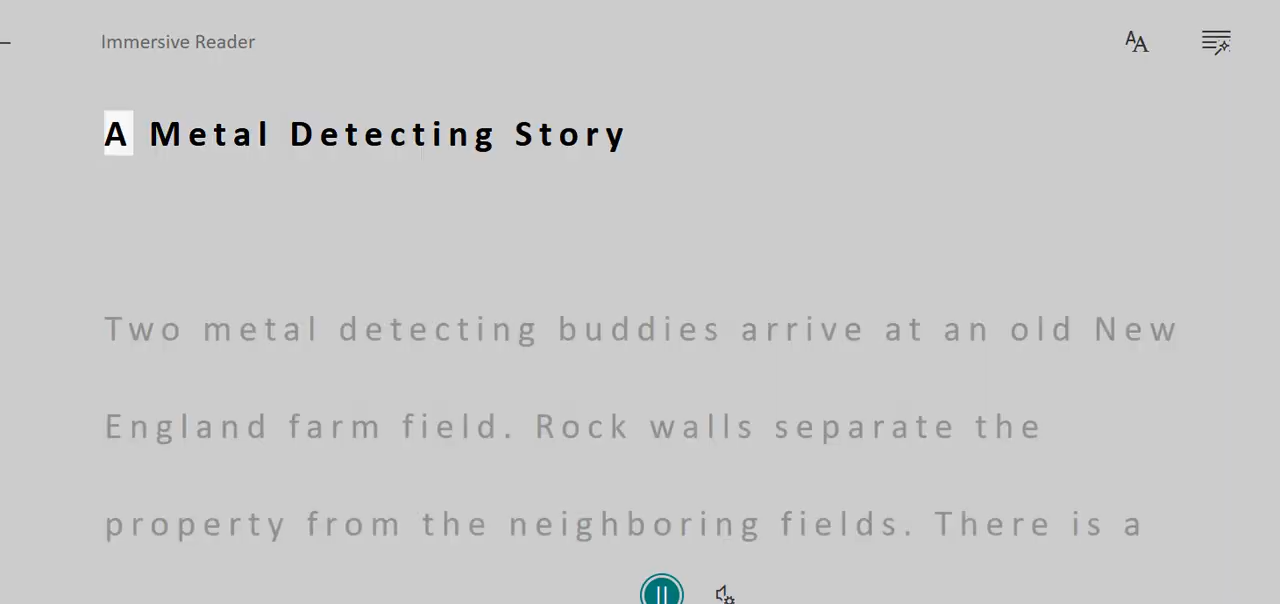 Immersive Reader
A Metal Detecting Story
Two metal detecting buddies arrive at an old New
England farm field. Rock walls separate the
property from the neighboring fields. There is a